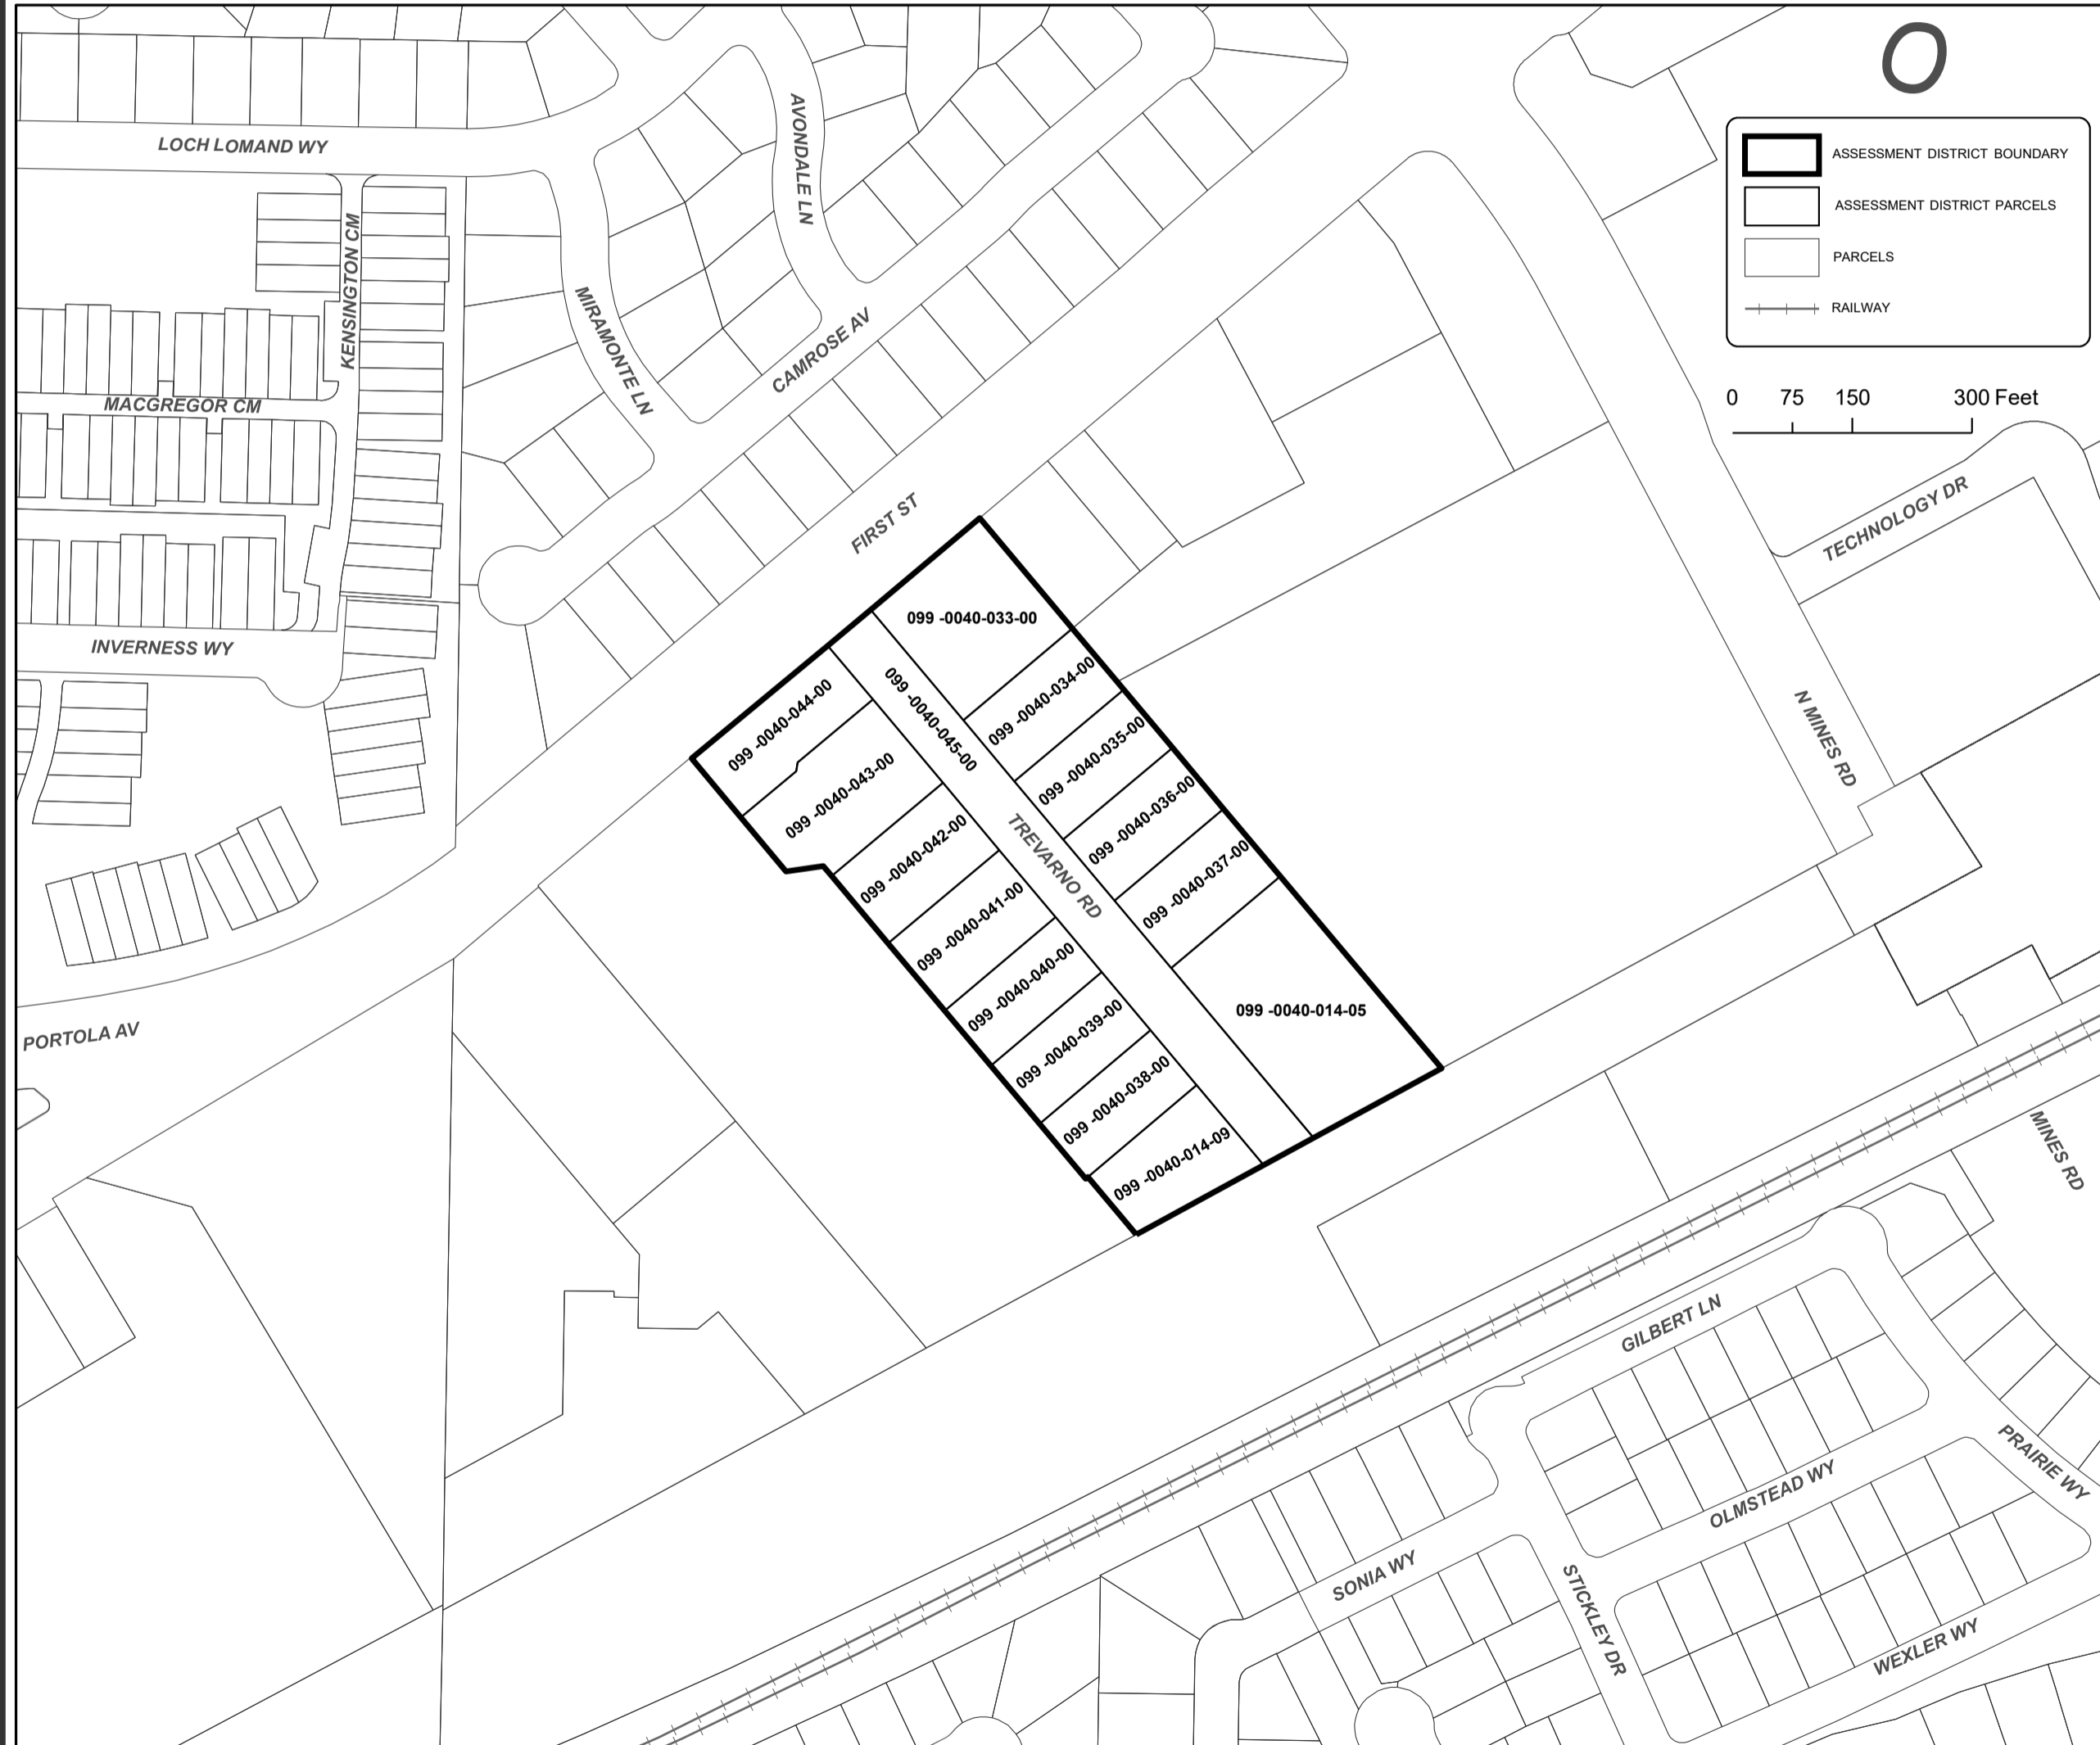 O
ASSESSMENT DISTRICT BOUNDARY
ASSESSMENT DISTRICT PARCELS
PARCELS
RAILWAY
0 75 150 300 Feet
LOCH LOMAND WY
AVONDALE LN
KENSINGTON CM
MIRAMONTE LN
CAMROSE AV
MACGREGOR CM
FIRST ST
TECHNOLOGY DR
INVERNESS WY
N MINES RD
099 -0040-033-00
099 -0040-034-00
099 -0040-044-00
099 -0040-045-00
099 -0040-035-00
099 -0040-043-00
099 -0040-036-00
099 -0040-042-00
TREVARNO RD
099 -0040-037-00
099 -0040-041-00
099 -0040-040-00
099 -0040-014-05
099 -0040-039-00
099 -0040-038-00
099 -0040-014-09
PORTOLA AV
MINES RD
GILBERT LN
PRAIRIE WY
OLMSTEAD WY
SONIA WY
STICKLEY DR
WEXLER WY